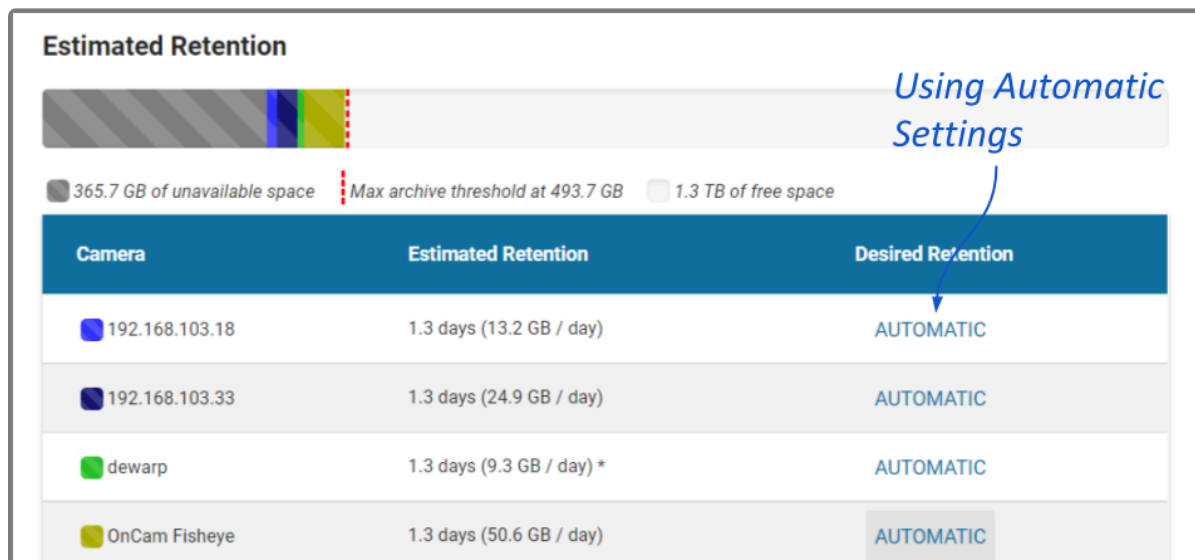 Estimated Retention
Using Automatic
Settings
365.7 GB of unavailable space Max archive threshold at 493.7 GB 1.3 TB of free space
Camera Estimated Retention Desired Retention
192.168.103.18 1.3 days (13.2 GB / day) AUTOMATIC
192.168.103.33 1.3 days (24.9 GB / day) AUTOMATIC
dewarp 1.3 days (9.3 GB / day) * AUTOMATIC
OnCam Fisheye 1.3 days (50.6 GB / day) AUTOMATIC